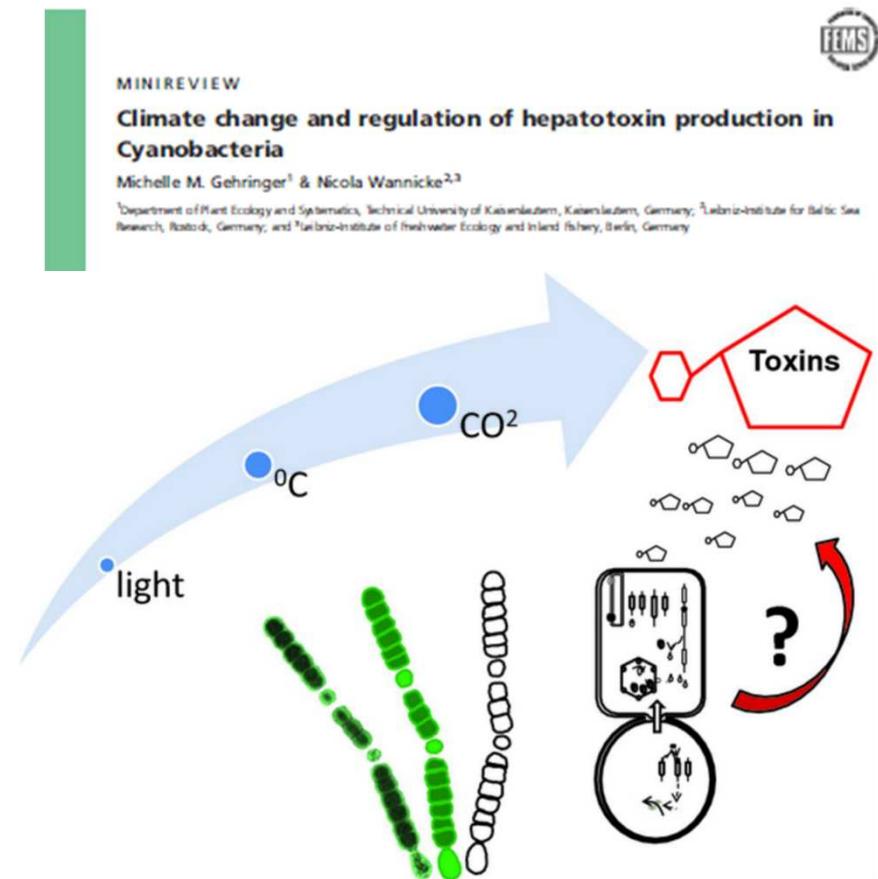 FEMS
MINIREVIEW
Climate change and regulation of hepatotoxin production in
Cyanobacteria
Michelle M. Gehringer¹ & Nicola Wannicke²,³
¹Department of Plant Ecology and Systematics, Technical University of Kaiserslautern, Kaiserslautern, Germany; ²Leibniz-Institute for Baltic Sea
Research, Rostock, Germany; and ³Leibniz-Institute of Freshwater Ecology and Inland Fishery, Berlin, Germany
Toxins
CO²
⁰C
light
?